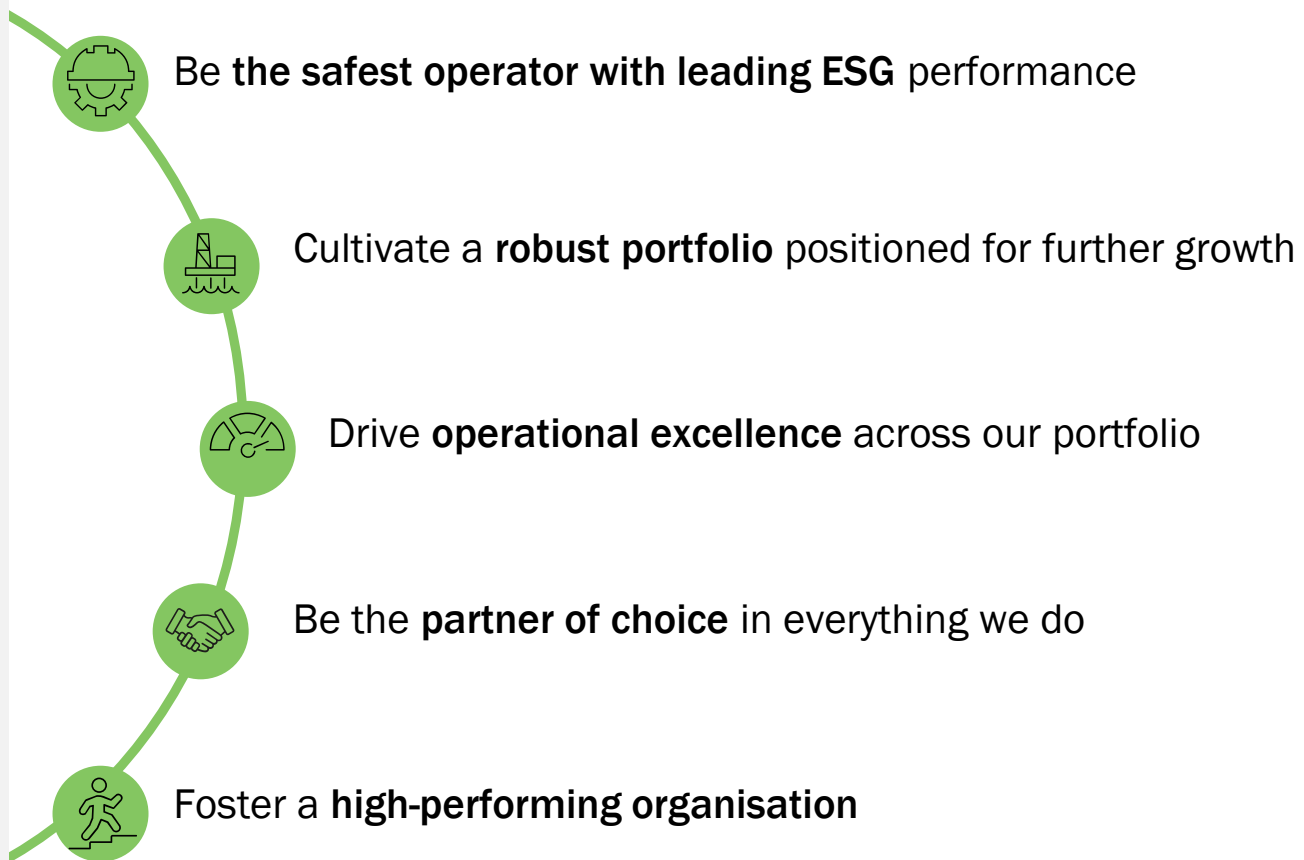 Be the safest operator with leading ESG performance
Cultivate a robust portfolio positioned for further growth
Drive operational excellence across our portfolio
Be the partner of choice in everything we do
Foster a high-performing organisation